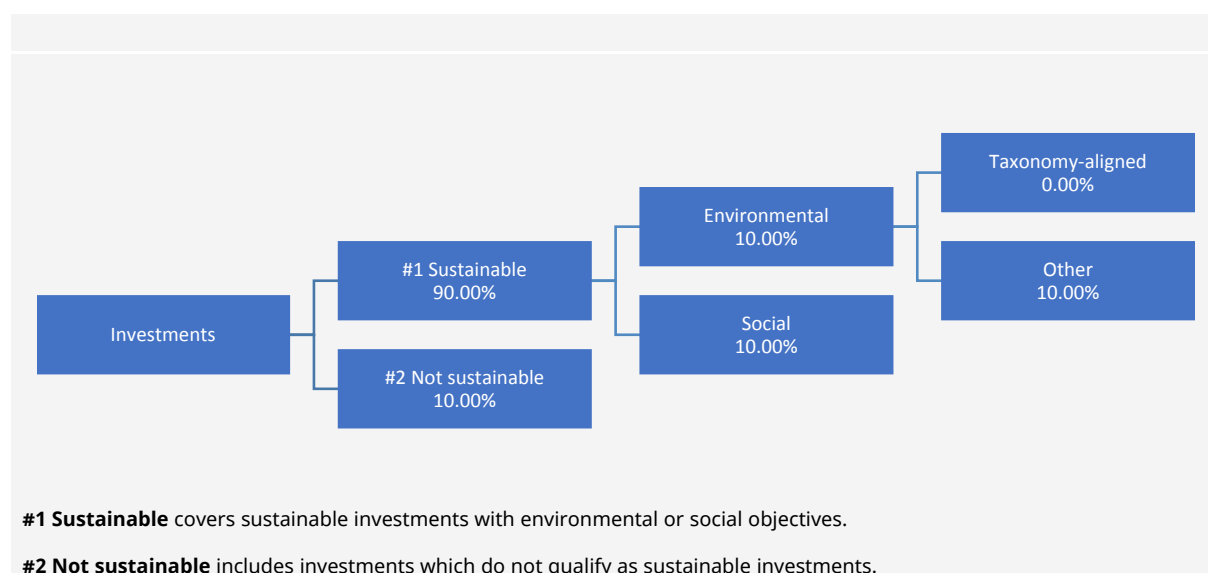 Taxonomy-aligned
0.00%
Environmental
10.00%
#1 Sustainable
90.00%
Other
10.00%
Investments
Social
10.00%
#2 Not sustainable
10.00%
#1 Sustainable covers sustainable investments with environmental or social objectives.
#2 Not sustainable includes investments which do not qualify as sustainable investments.